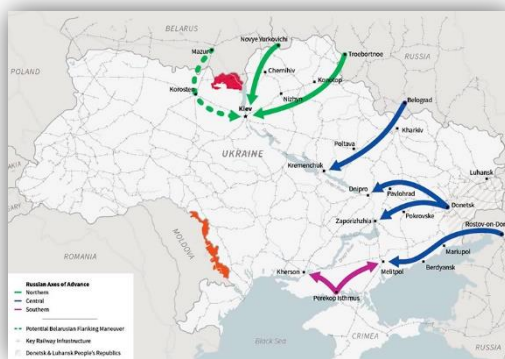 BELARUS
Novye Yurkovichi
Mazur
Troebortnoe
POLAND
Chernihiv
Konotop
RUSSIA
Korosten
Nizhyn
Kiev
Belgrad
Kharkiv
Poltava
UKRAINE
Kremenchuk
Luhansk
Dnipro
Pavlohrad
Donetsk
Zaporizhzhia
Pokrovske
Rostov-on-Don
MOLDOVA
Mariupol
ROMANIA
Kherson
Melitpol
Berdyansk
Russian Axes of Advance
Northern
Central
Southern
Perekop Isthmus
Potential Belarusian Flanking Maneuver
Key Railway Infrastructure
Donetsk & Luhansk People's Republics
Black Sea
CRIMEA
RUSSIA